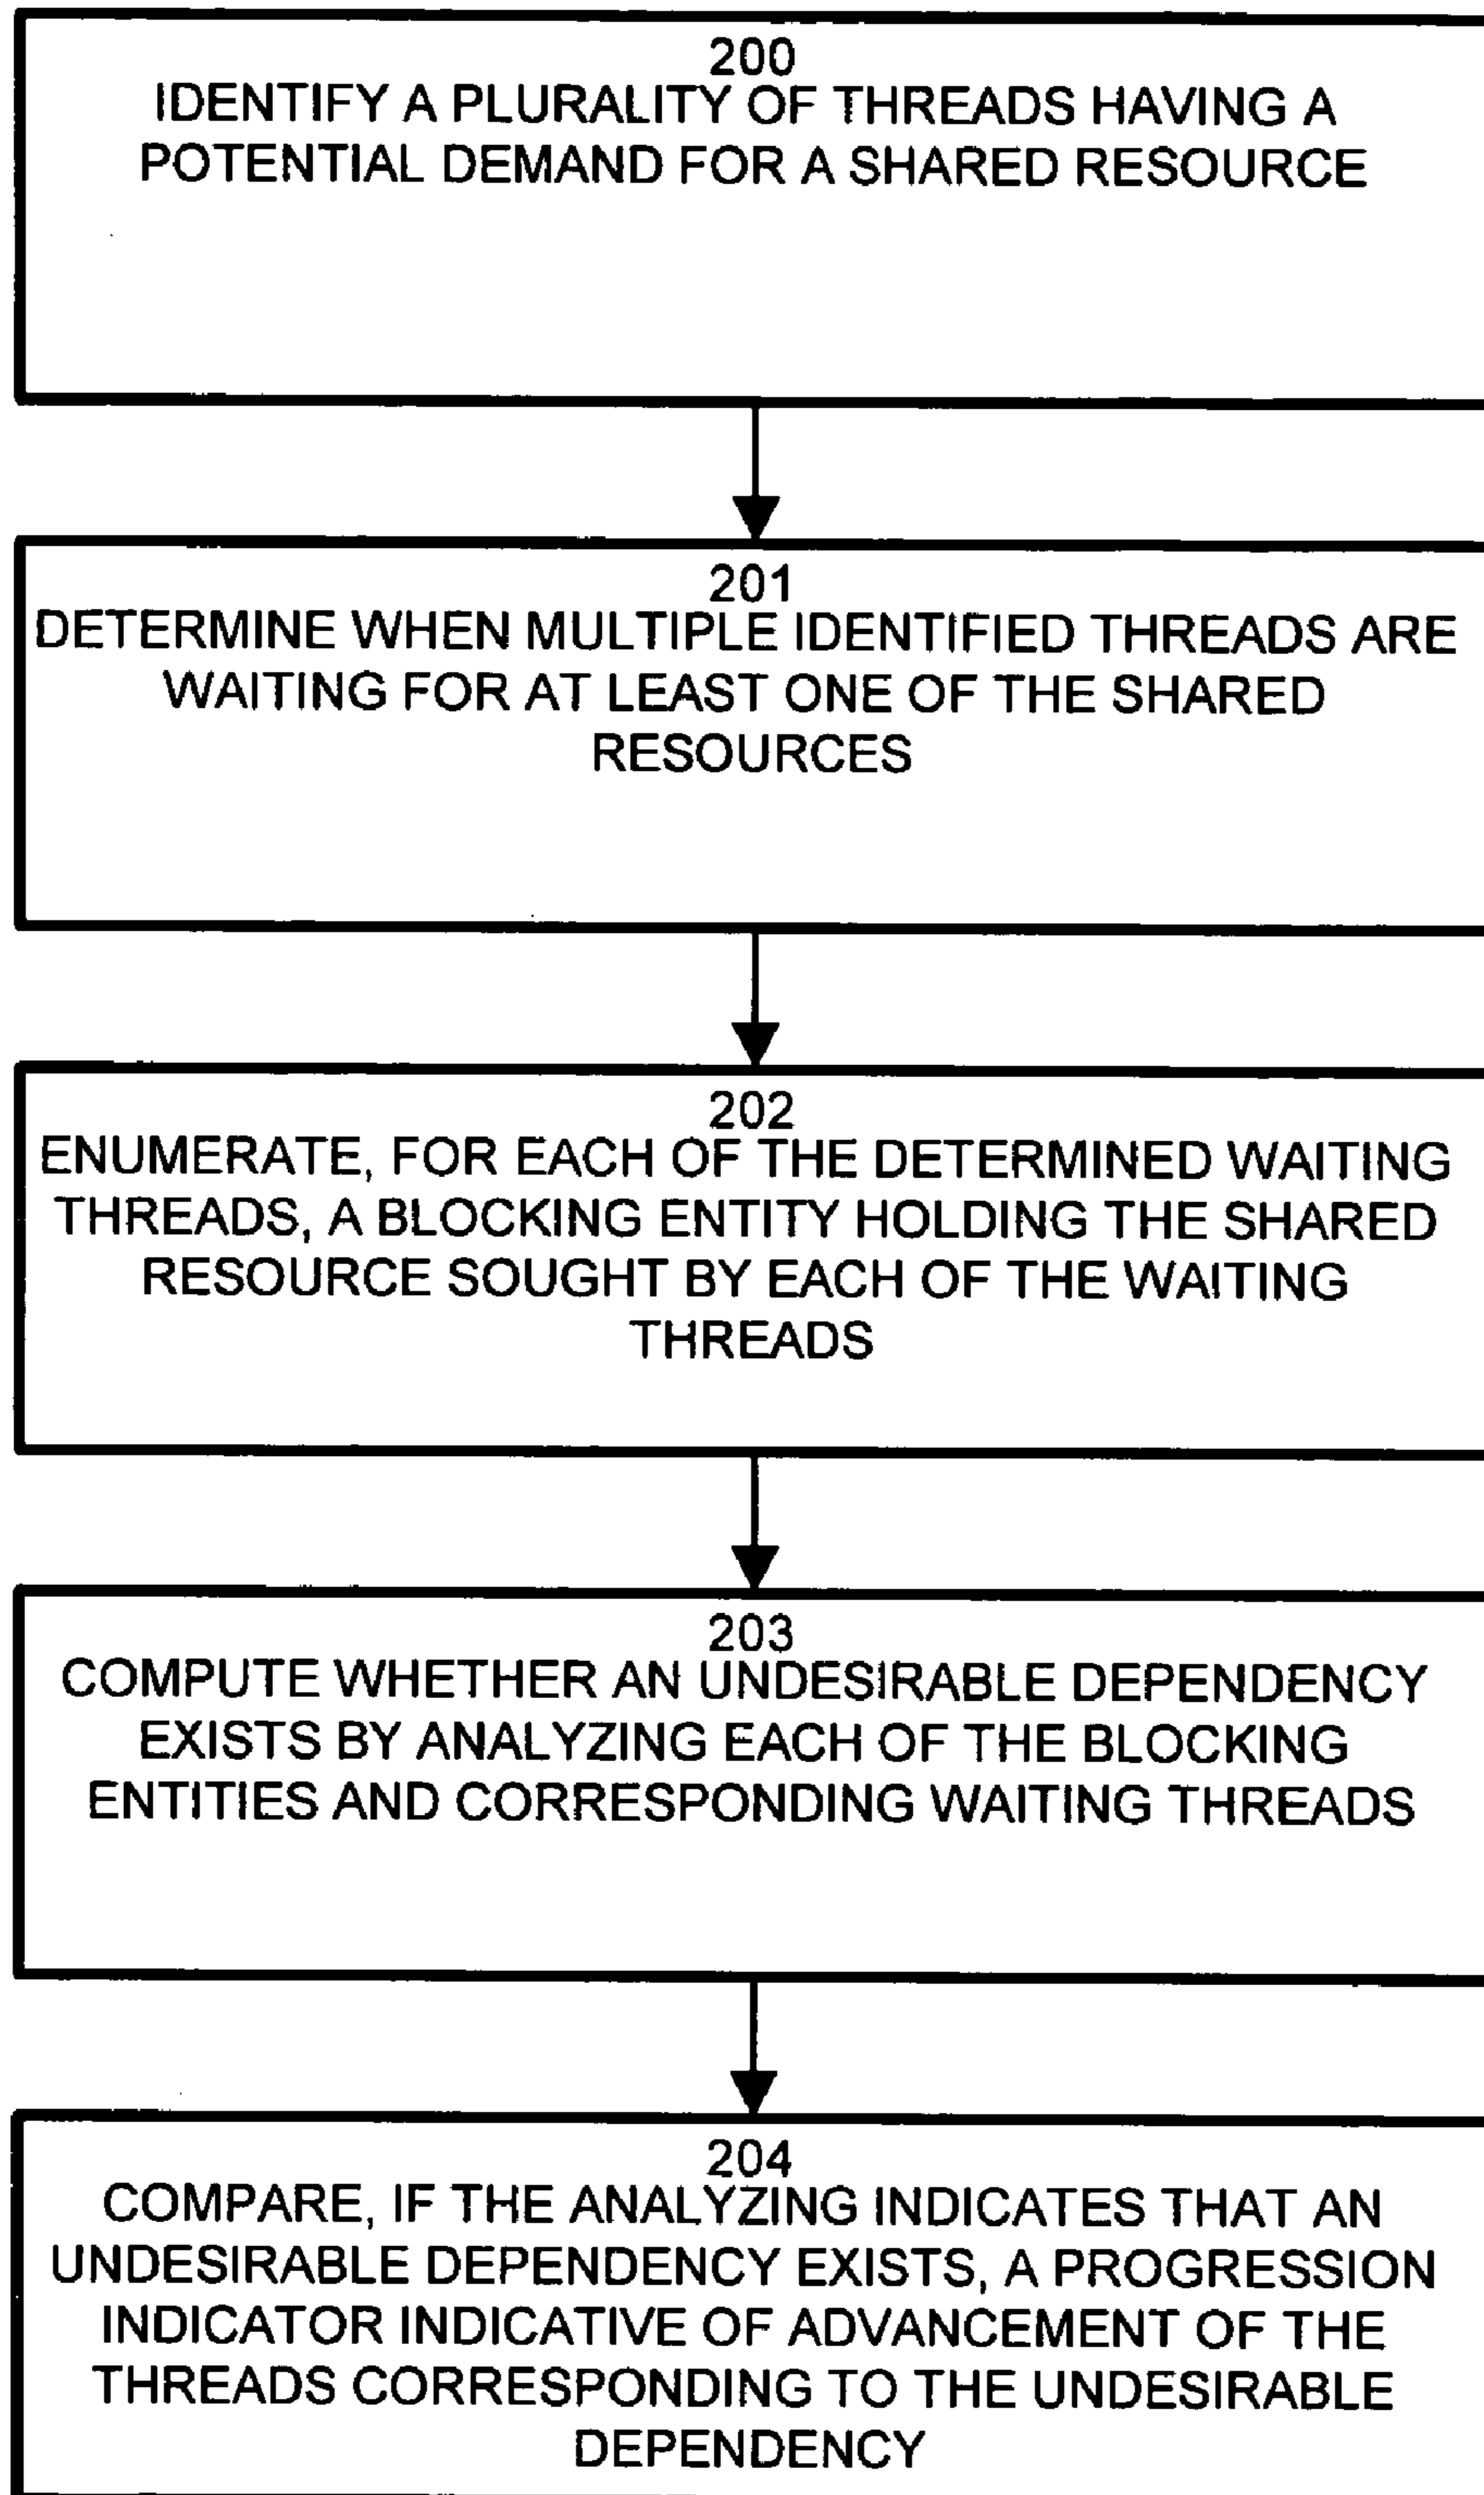 200
IDENTIFY A PLURALITY OF THREADS HAVING A
POTENTIAL DEMAND FOR A SHARED RESOURCE
201
DETERMINE WHEN MULTIPLE IDENTIFIED THREADS ARE
WAITING FOR AT LEAST ONE OF THE SHARED
RESOURCES
202
ENUMERATE, FOR EACH OF THE DETERMINED WAITING
THREADS, A BLOCKING ENTITY HOLDING THE SHARED
RESOURCE SOUGHT BY EACH OF THE WAITING
THREADS
203
COMPUTE WHETHER AN UNDESIRABLE DEPENDENCY
EXISTS BY ANALYZING EACH OF THE BLOCKING
ENTITIES AND CORRESPONDING WAITING THREADS
204
COMPARE, IF THE ANALYZING INDICATES THAT AN
UNDESIRABLE DEPENDENCY EXISTS, A PROGRESSION
INDICATOR INDICATIVE OF ADVANCEMENT OF THE
THREADS CORRESPONDING TO THE UNDESIRABLE
DEPENDENCY